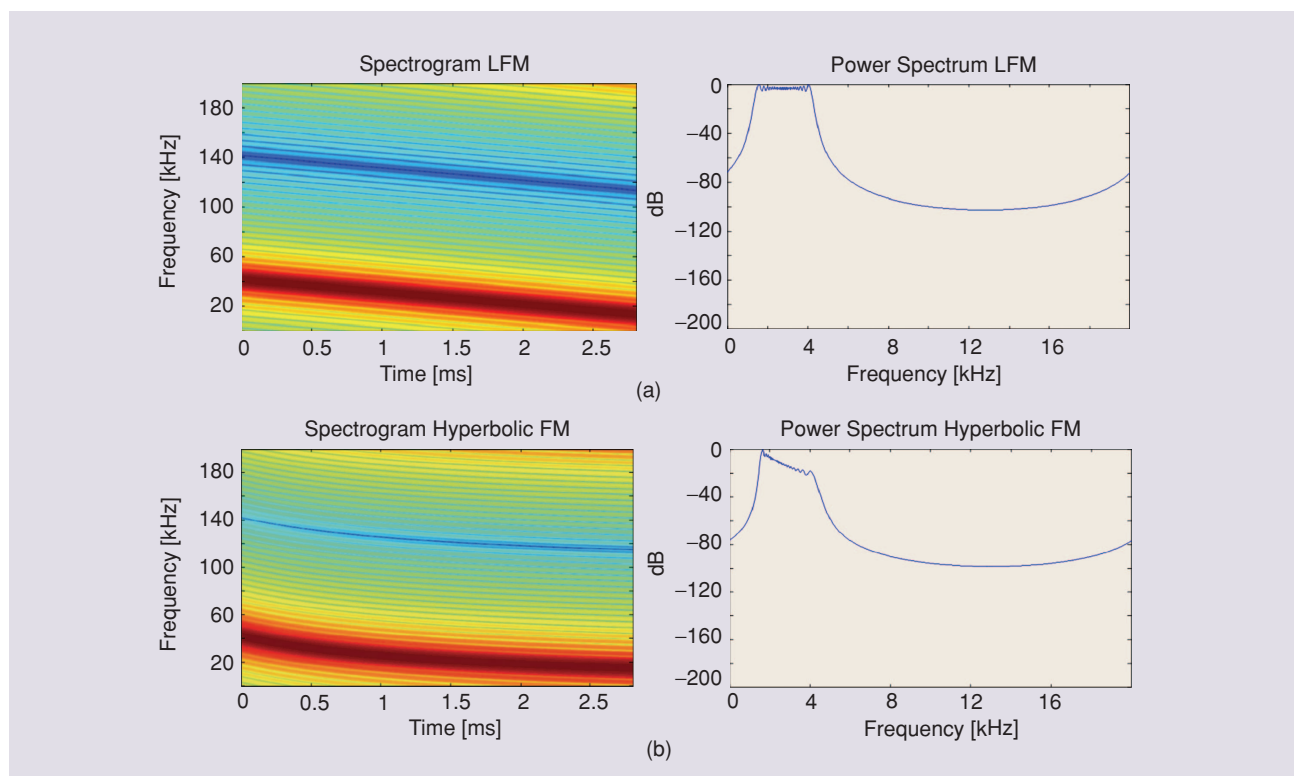 Spectrogram LFM
Frequency [kHz]
180
140
100
60
20
0 0.5 1 1.5 2 2.5
Time [ms]
Power Spectrum LFM
dB
0
−40
−80
−120
−160
−200
0 4 8 12 16
Frequency [kHz]
(a)
Spectrogram Hyperbolic FM
Frequency [kHz]
180
140
100
60
20
0 0.5 1 1.5 2 2.5
Time [ms]
Power Spectrum Hyperbolic FM
dB
0
−40
−80
−120
−160
−200
0 4 8 12 16
Frequency [kHz]
(b)